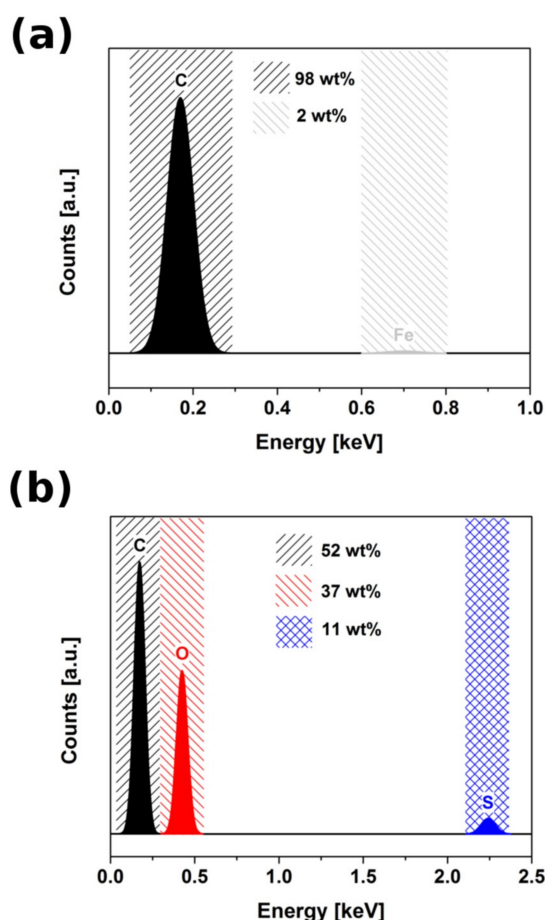 (a)
C
98 wt%
2 wt%
Fe
Counts [a.u.]
0.0 0.2 0.4 0.6 0.8 1.0
Energy [keV]
(b)
C
52 wt%
37 wt%
11 wt%
O
S
Counts [a.u.]
0.0 0.5 1.0 1.5 2.0 2.5
Energy [keV]